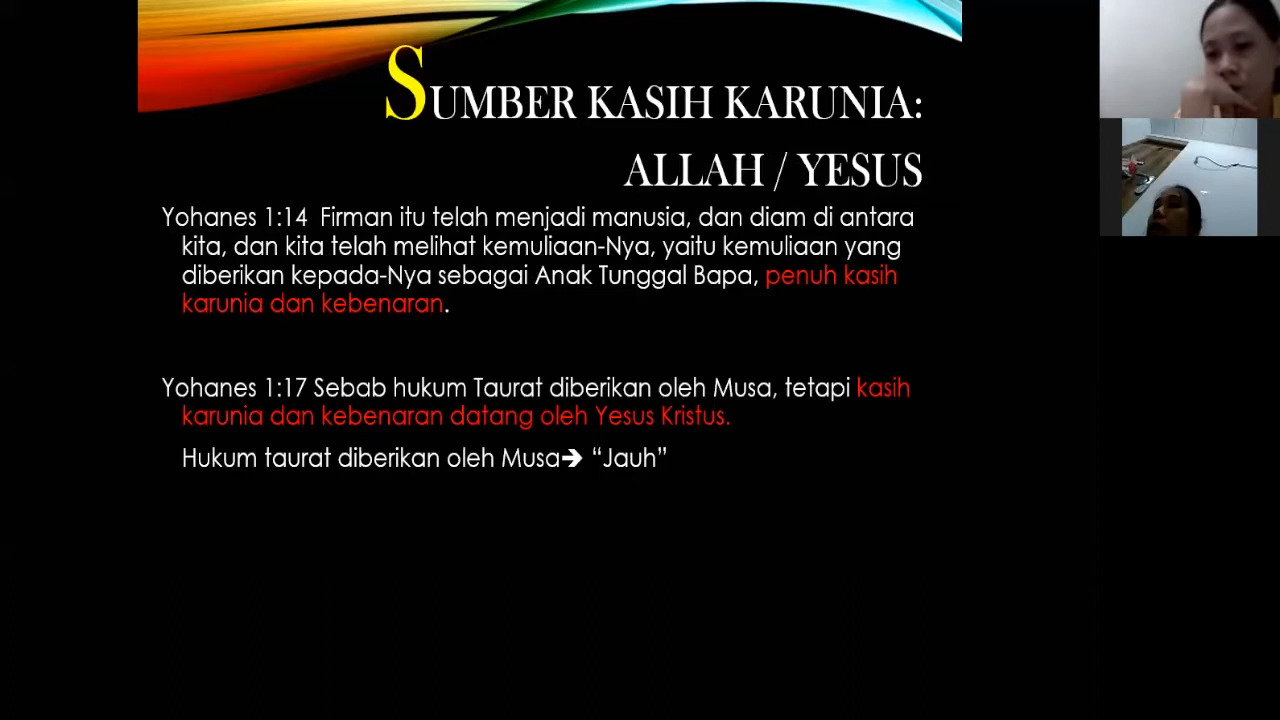 SUMBER KASIH KARUNIA:
ALLAH / YESUS
Yohanes 1:14 Firman itu telah menjadi manusia, dan diam di antara
kita, dan kita telah melihat kemuliaan-Nya, yaitu kemuliaan yang
diberikan kepada-Nya sebagai Anak Tunggal Bapa, penuh kasih
karunia dan kebenaran.
Yohanes 1:17 Sebab hukum Taurat diberikan oleh Musa, tetapi kasih
karunia dan kebenaran datang oleh Yesus Kristus.
Hukum taurat diberikan oleh Musa➔ “Jauh”